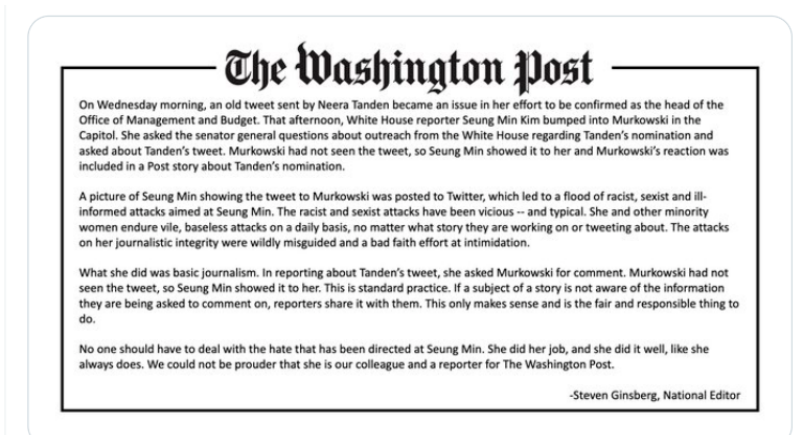 The Washington Post
On Wednesday morning, an old tweet sent by Neera Tanden became an issue in her effort to be confirmed as the head of the
Office of Management and Budget. That afternoon, White House reporter Seung Min Kim bumped into Murkowski in the
Capitol. She asked the senator general questions about outreach from the White House regarding Tanden's nomination and
asked about Tanden's tweet. Murkowski had not seen the tweet, so Seung Min showed it to her and Murkowski's reaction was
included in a Post story about Tanden's nomination.
A picture of Seung Min showing the tweet to Murkowski was posted to Twitter, which led to a flood of racist, sexist and ill-
informed attacks aimed at Seung Min. The racist and sexist attacks have been vicious -- and typical. She and other minority
women endure vile, baseless attacks on a daily basis, no matter what story they are working on or tweeting about. The attacks
on her journalistic integrity were wildly misguided and a bad faith effort at intimidation.
What she did was basic journalism. In reporting about Tanden's tweet, she asked Murkowski for comment. Murkowski had not
seen the tweet, so Seung Min showed it to her. This is standard practice. If a subject of a story is not aware of the information
they are being asked to comment on, reporters share it with them. This only makes sense and is the fair and responsible thing to
do.
No one should have to deal with the hate that has been directed at Seung Min. She did her job, and she did it well, like she
always does. We could not be prouder that she is our colleague and a reporter for The Washington Post.
-Steven Ginsberg, National Editor